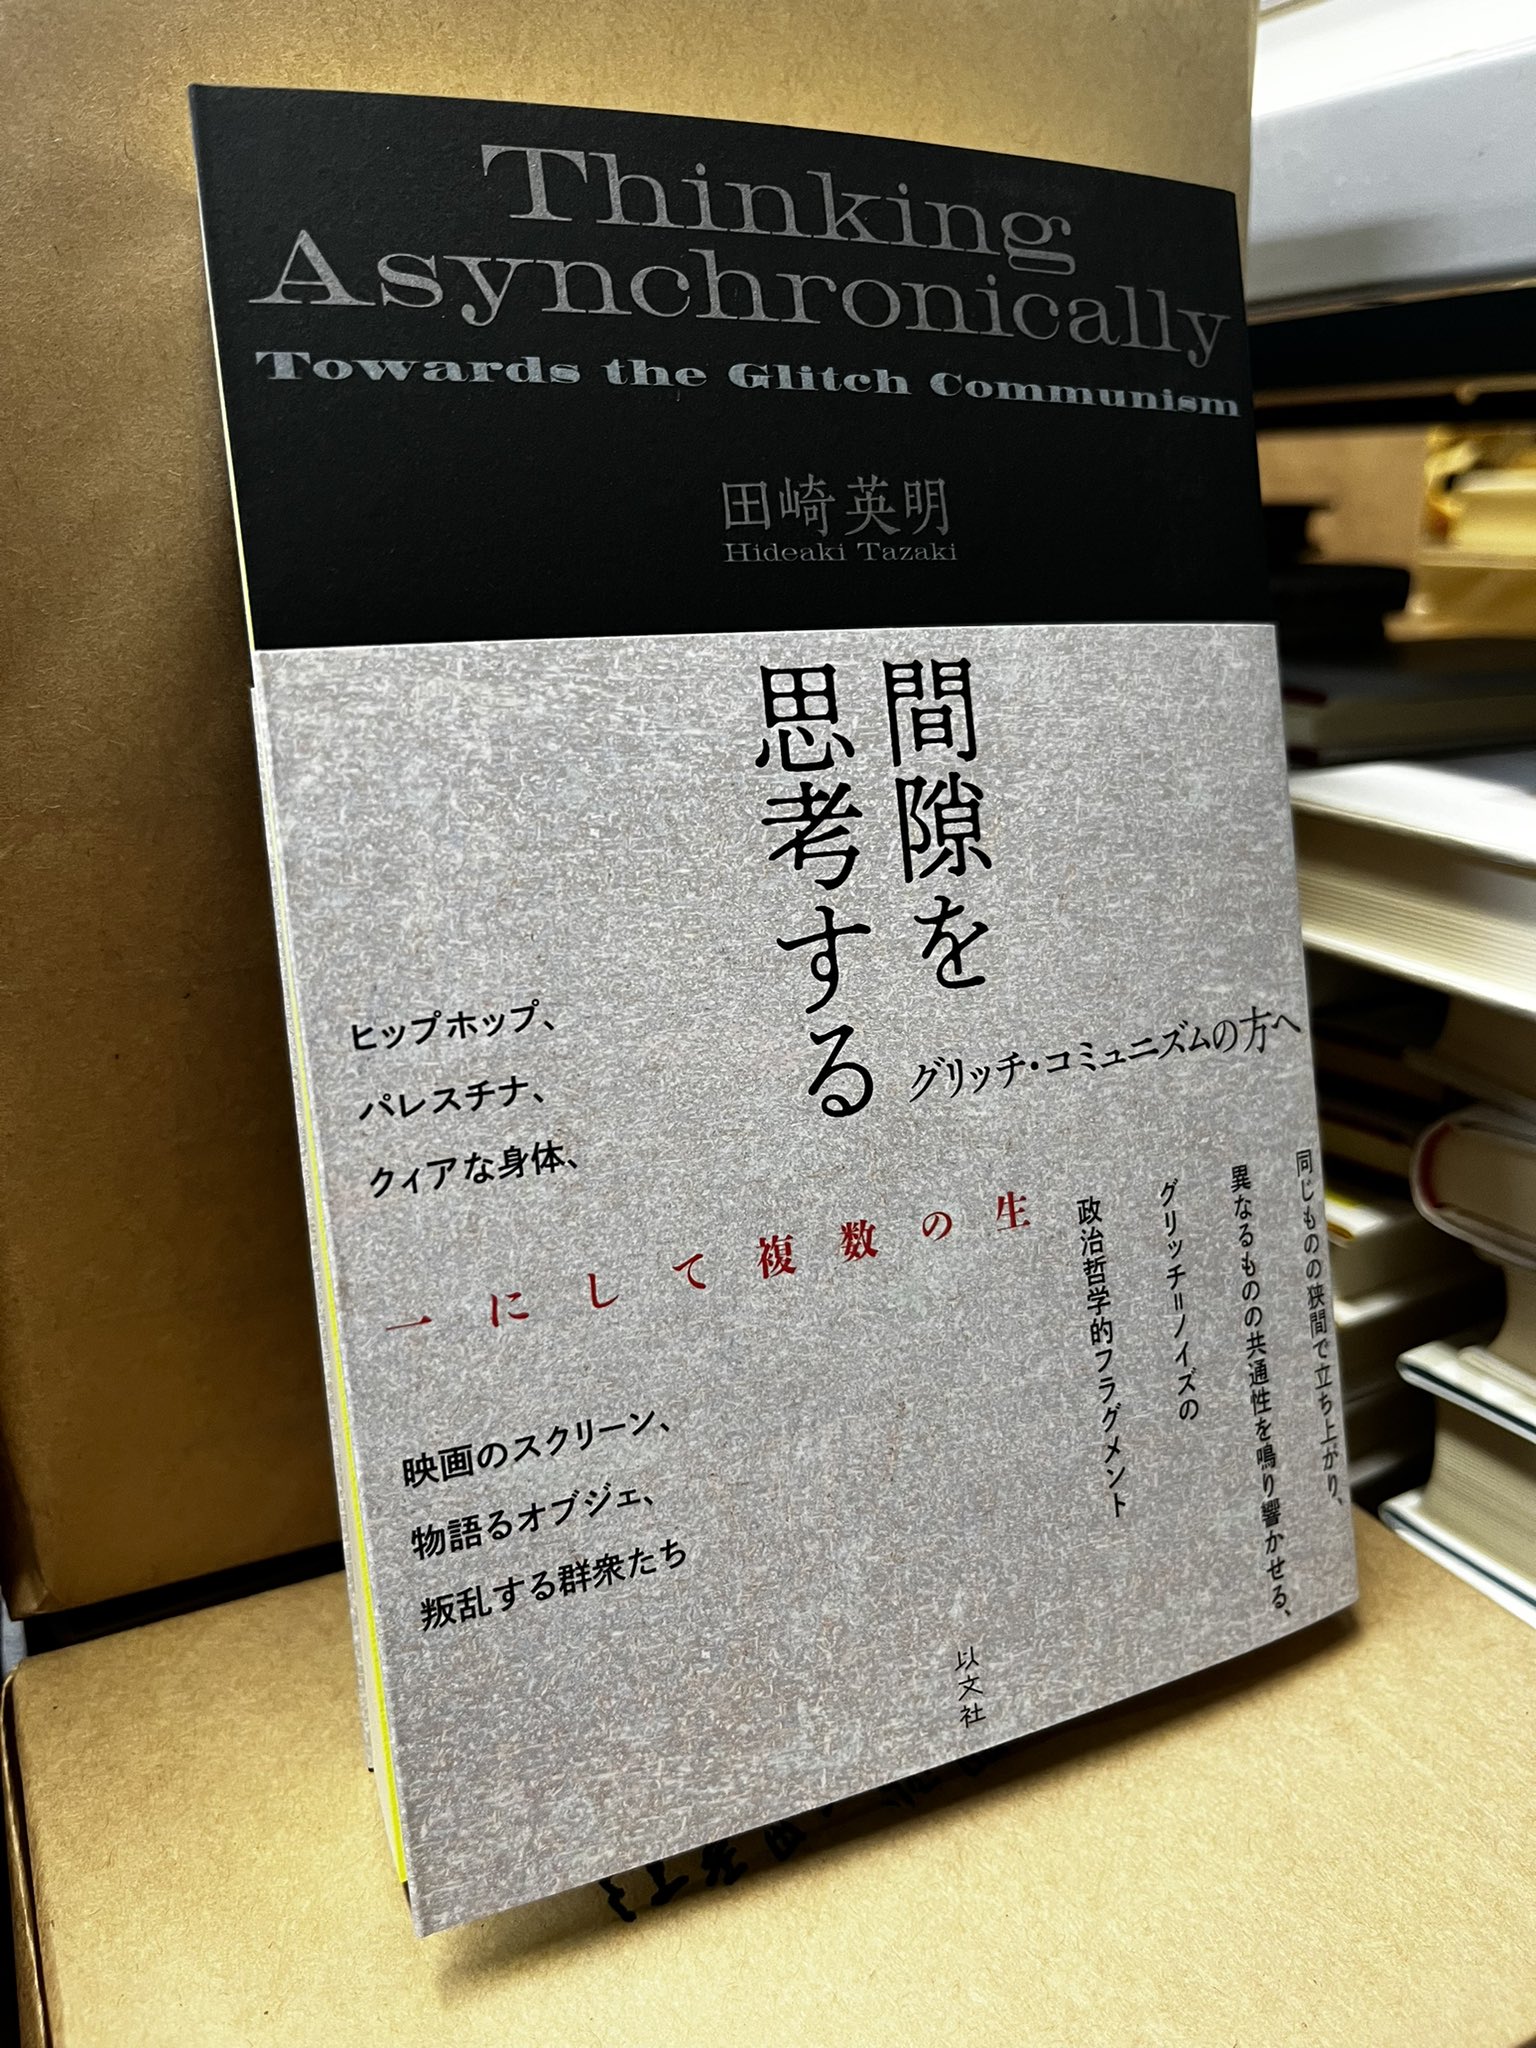 Thinking
Asynchronically
Towards the Glitch Communism
田崎英明
Hideaki Tazaki
間隙を
思考する
グリッチ・コミュニズムの方へ
同じものの狭間で立ち上がり、
異なるものの共通性を鳴り響かせる、
グリッチ=ノイズの
政治哲学的フラグメント
ヒップホップ、
パレスチナ、
クィアな身体、
一にして複数の生
映画のスクリーン、
物語るオブジェ、
叛乱する群衆たち
以文社